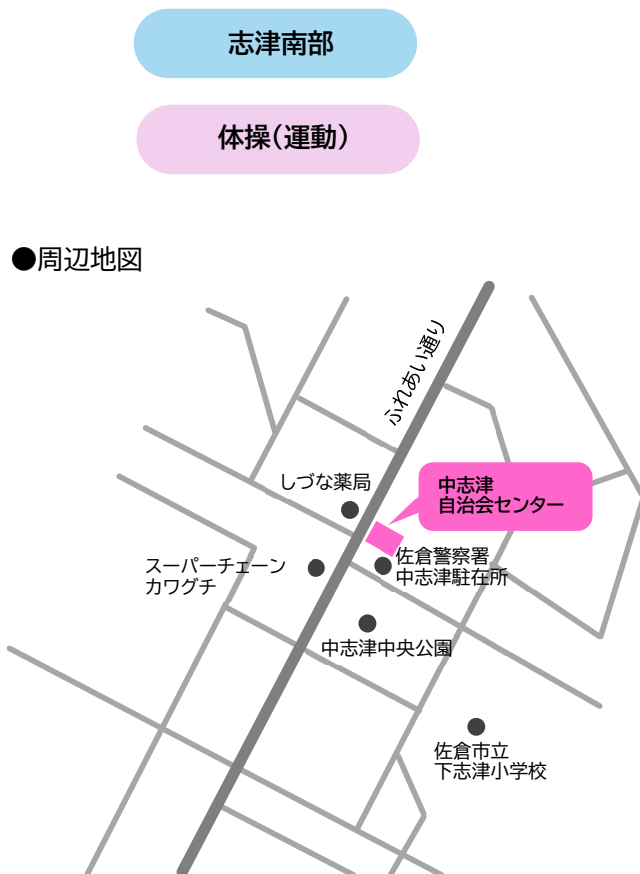 志津南部
体操(運動)
●周辺地図
ふれあい通り
しづな薬局
中志津
自治会センター
スーパーチェーン
カワグチ
佐倉警察署
中志津駐在所
中志津中央公園
佐倉市立
下志津小学校